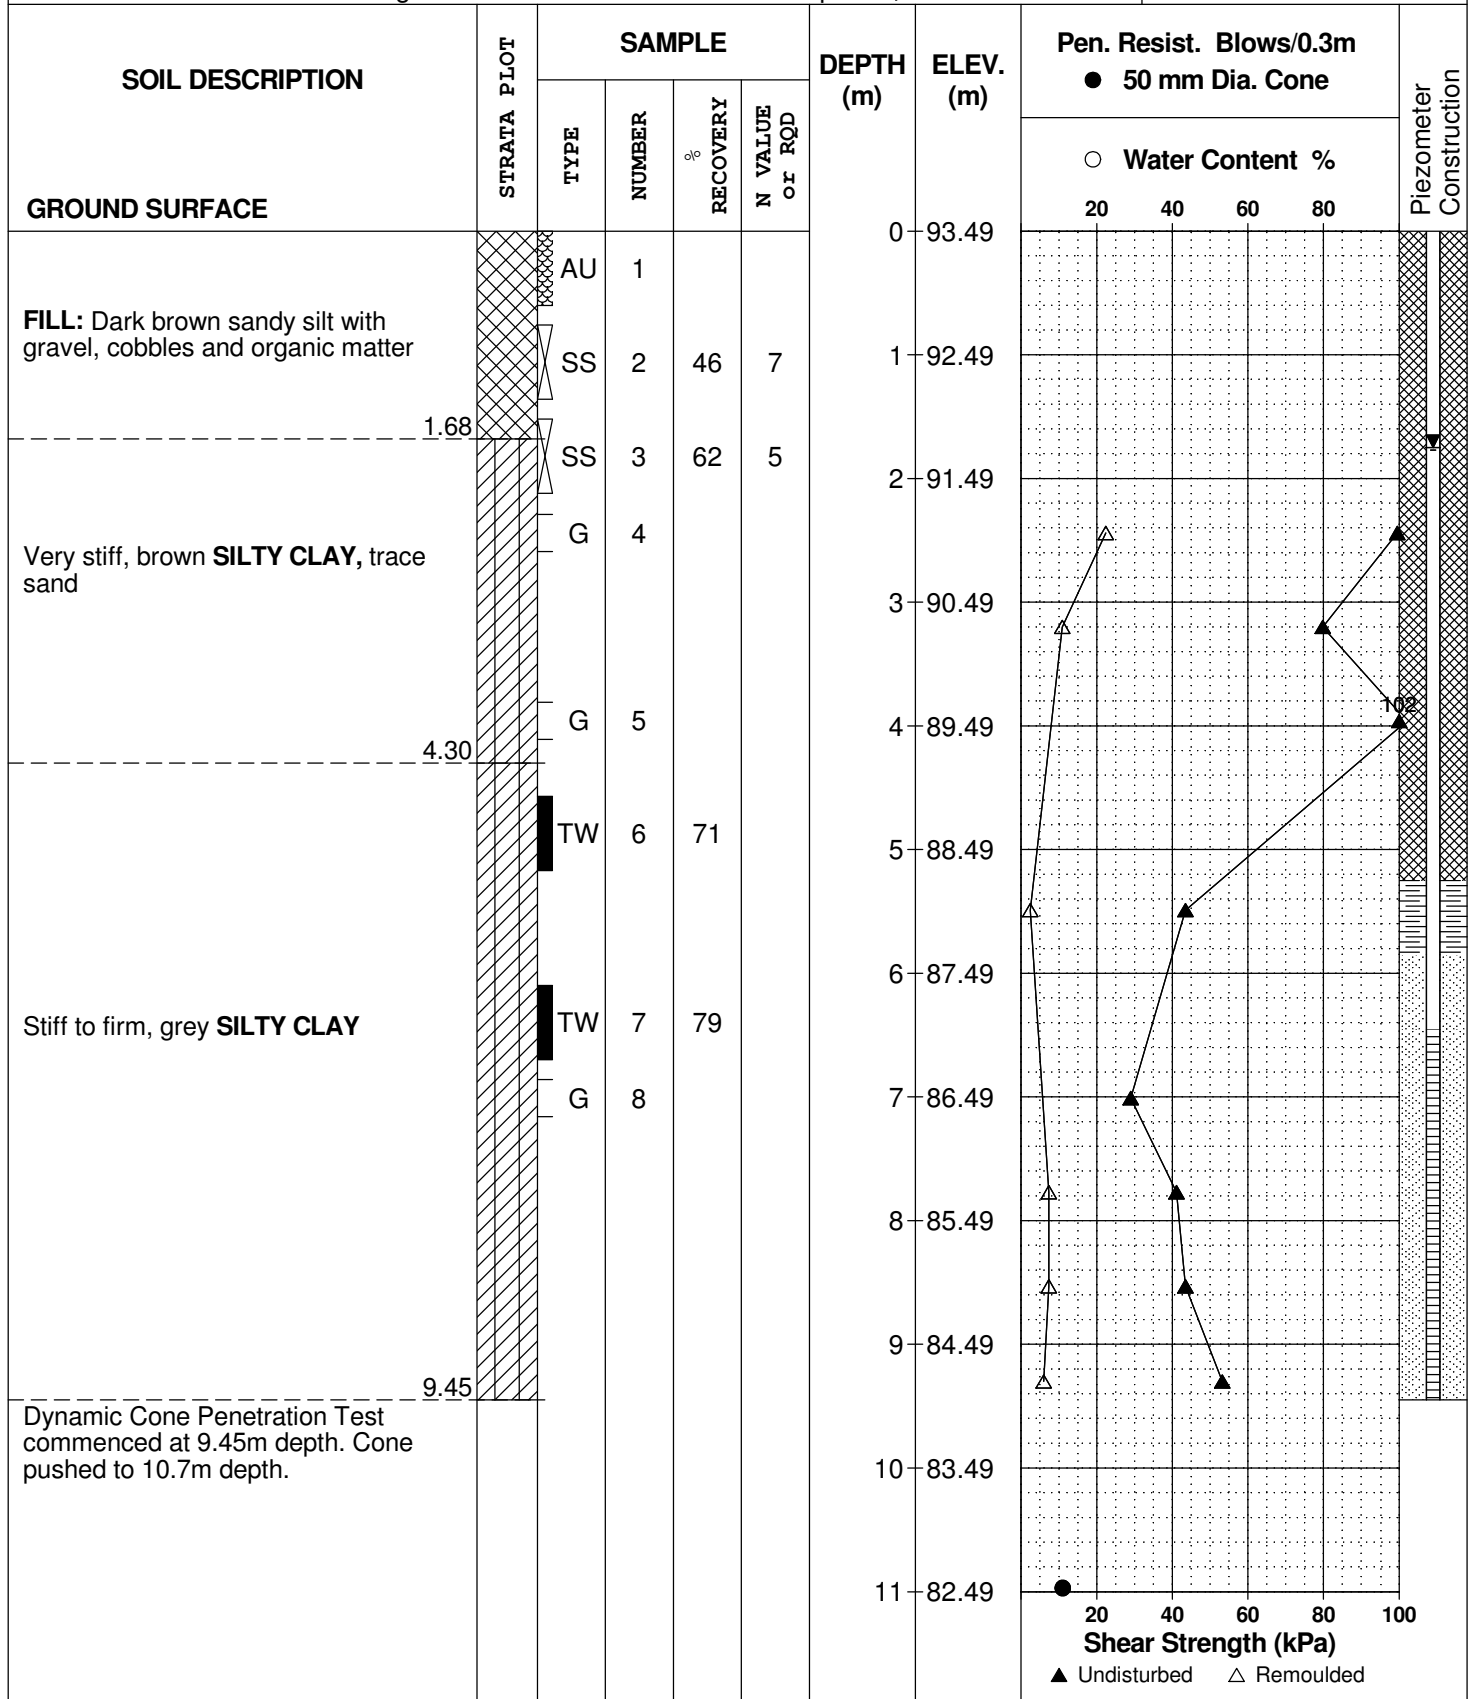 SOIL DESCRIPTION
GROUND SURFACE
STRATA PLOT
SAMPLE
TYPE
NUMBER
% RECOVERY
N VALUE or RQD
DEPTH (m)
ELEV. (m)
Pen. Resist. Blows/0.3m
● 50 mm Dia. Cone
○ Water Content %
20 40 60 80
Piezometer Construction
0 93.49
AU 1
FILL: Dark brown sandy silt with
gravel, cobbles and organic matter
SS 2 46 7
1 92.49
1.68
SS 3 62 5
2 91.49
G 4
Very stiff, brown SILTY CLAY, trace
sand
3 90.49
102
G 5
4 89.49
4.30
TW 6 71
5 88.49
6 87.49
Stiff to firm, grey SILTY CLAY
TW 7 79
G 8
7 86.49
8 85.49
9 84.49
9.45
Dynamic Cone Penetration Test
commenced at 9.45m depth. Cone
pushed to 10.7m depth.
10 83.49
11 82.49
20 40 60 80 100
Shear Strength (kPa)
▲ Undisturbed △ Remoulded